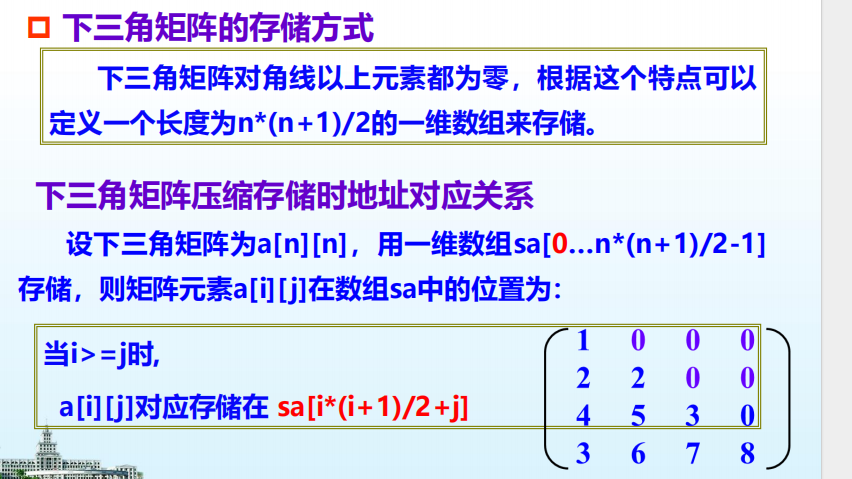 下三角矩阵的存储方式
下三角矩阵对角线以上元素都为零，根据这个特点可以
定义一个长度为n*(n+1)/2的一维数组来存储。
下三角矩阵压缩存储时地址对应关系
设下三角矩阵为a[n][n]，用一维数组sa[0…n*(n+1)/2-1]
存储，则矩阵元素a[i][j]在数组sa中的位置为：
当i>=j时,
a[i][j]对应存储在 sa[i*(i+1)/2+j]
1 0 0 0
2 2 0 0
4 5 3 0
3 6 7 8